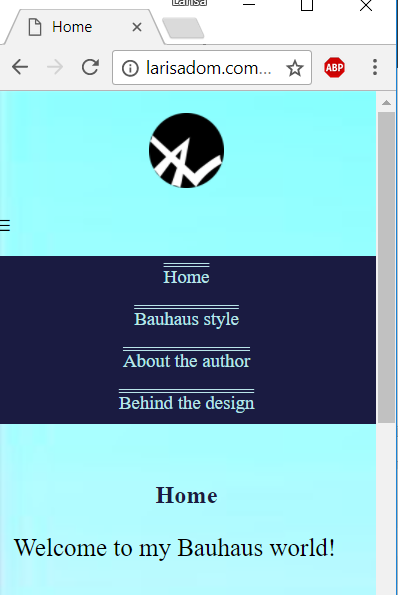 Larisa
Home
larisadom.com...
ABP
Home
Bauhaus style
About the author
Behind the design
Home
Welcome to my Bauhaus world!